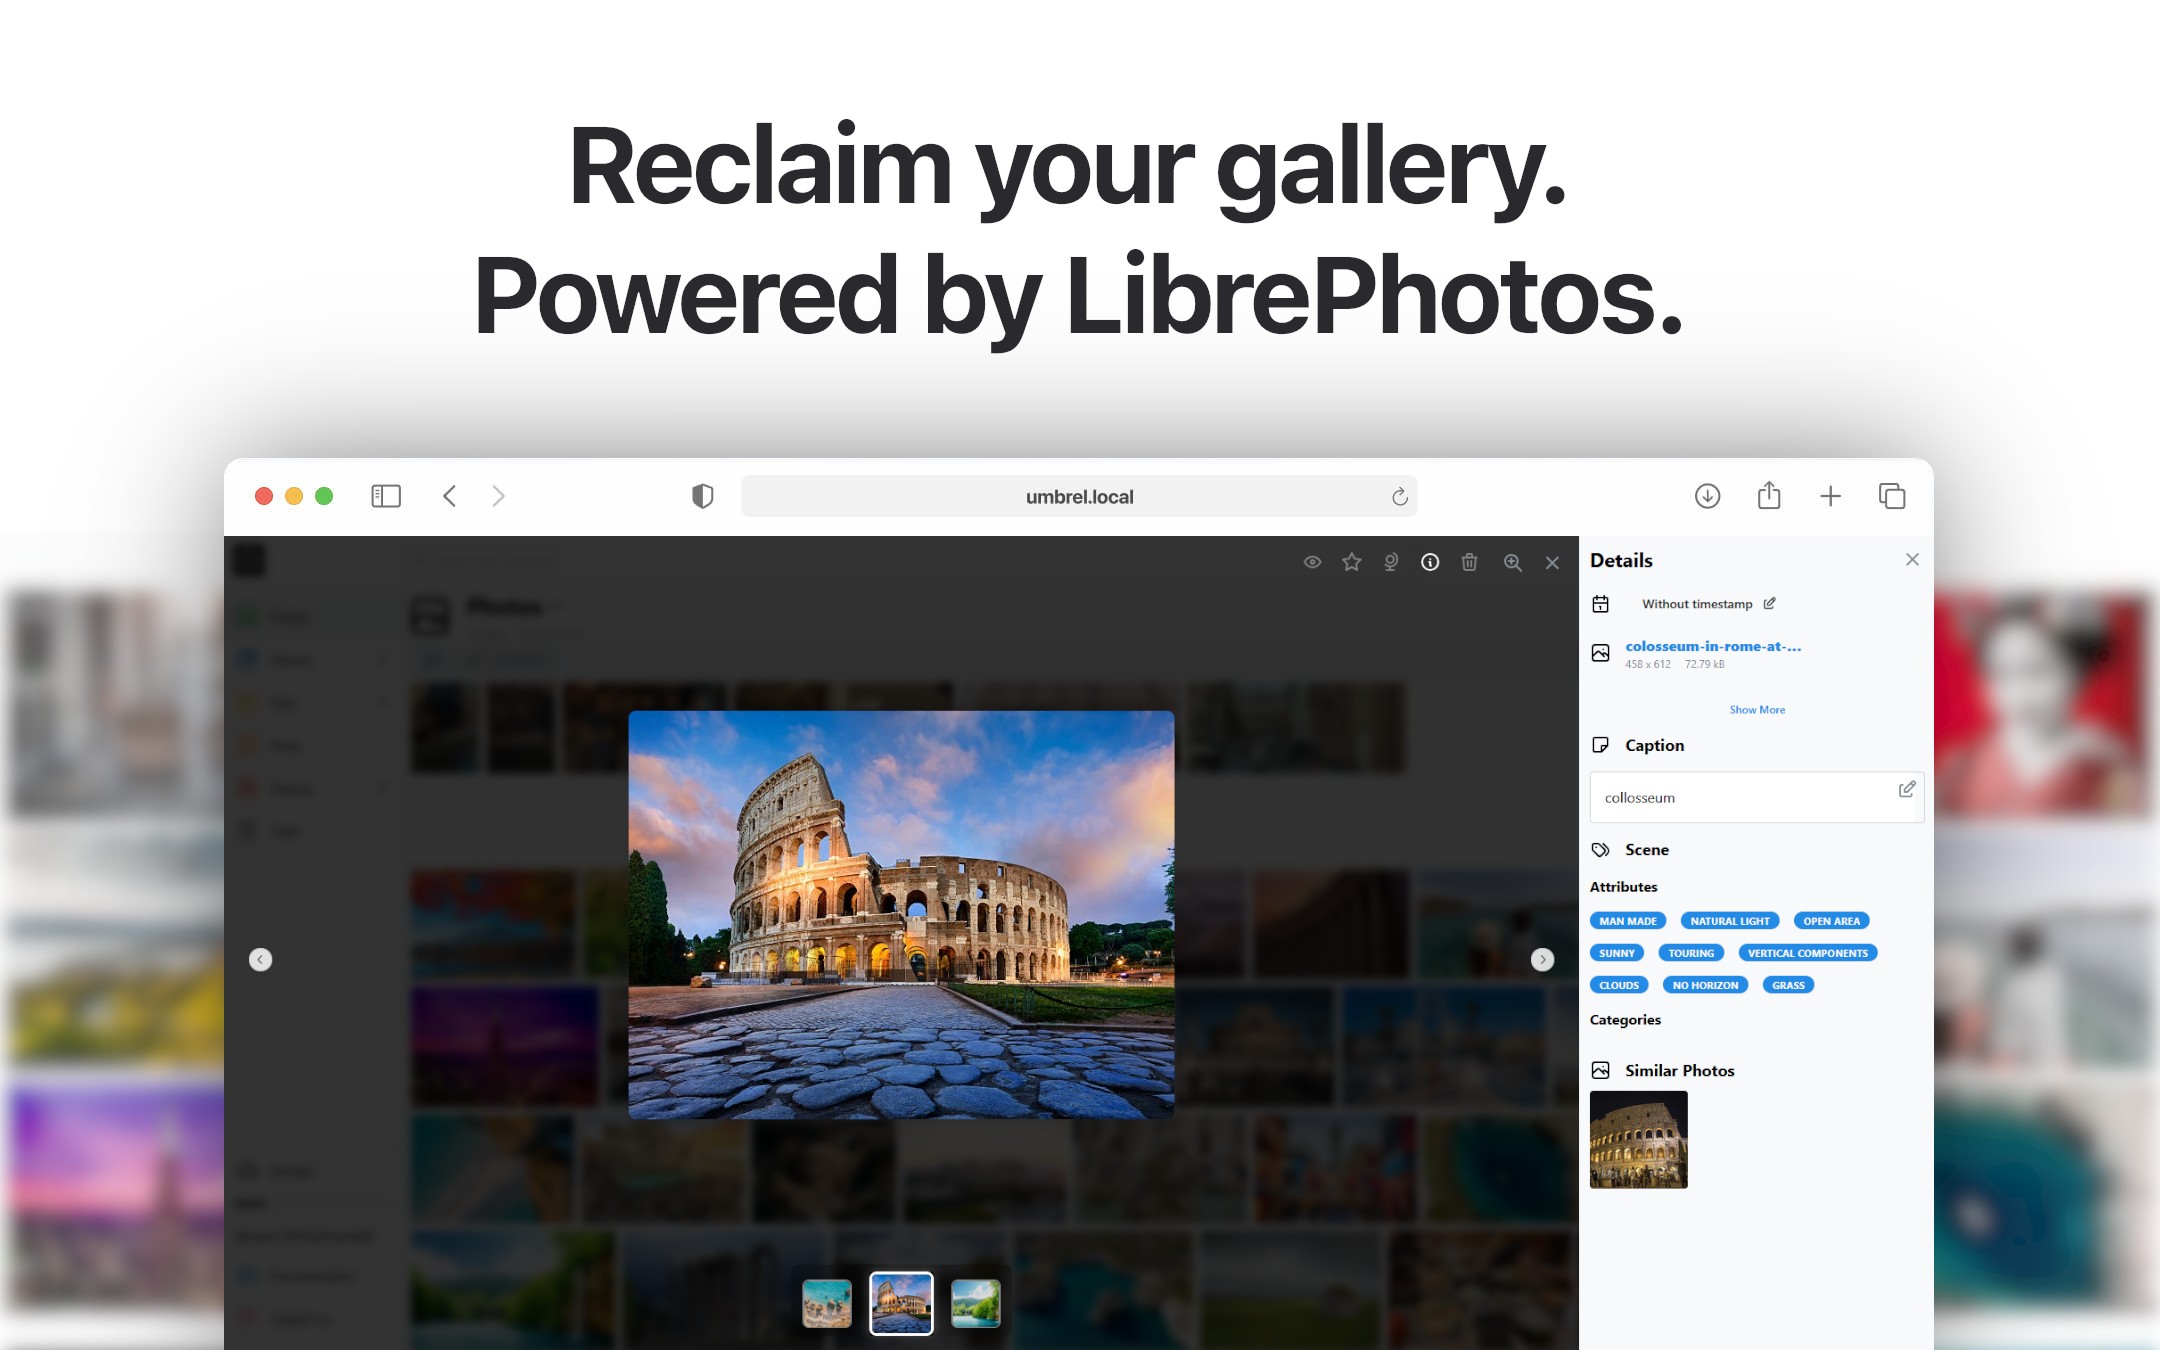 Reclaim your gallery.
Powered by LibrePhotos.
umbrel.local
Photos
Details
Without timestamp
colosseum-in-rome-at-...
458 x 612 72.79 kB
Show More
Caption
collosseum
Scene
Attributes
MAN MADE NATURAL LIGHT OPEN AREA
SUNNY TOURING VERTICAL COMPONENTS
CLOUDS NO HORIZON GRASS
Categories
Similar Photos